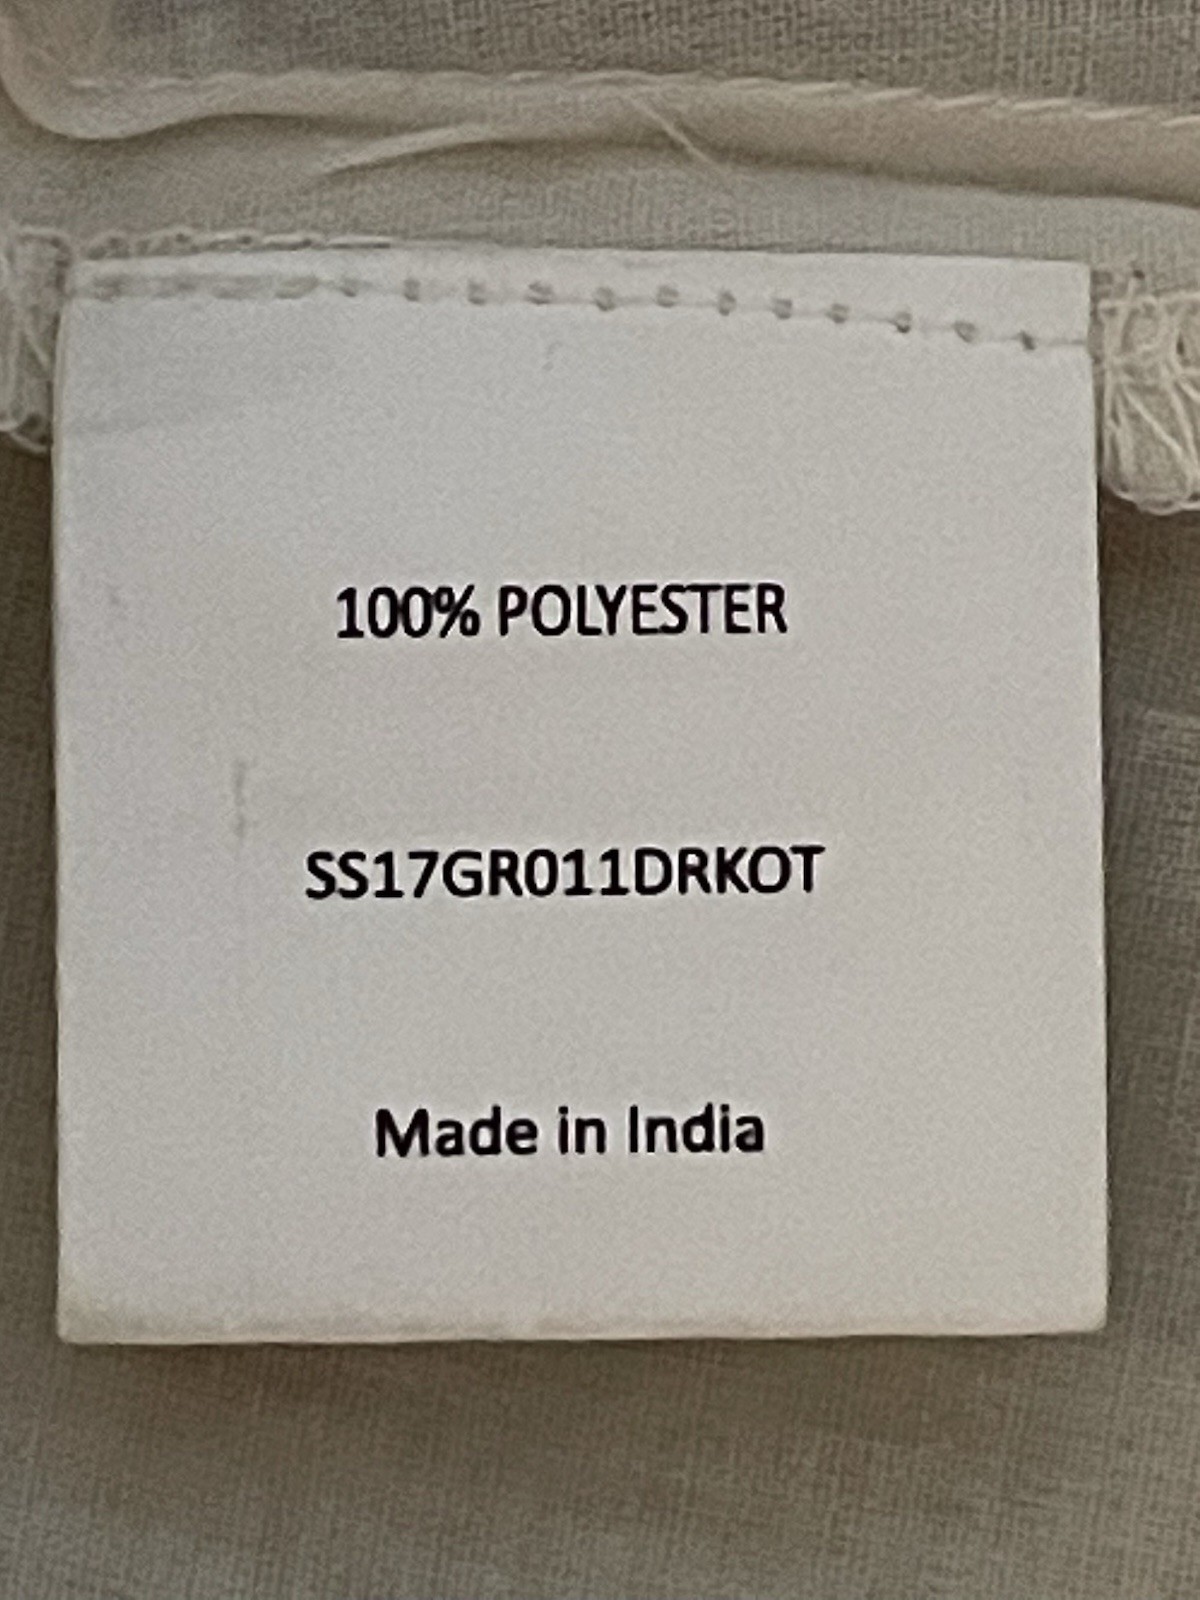 100% POLYESTER
SS17GR011DRKOT
Made in India